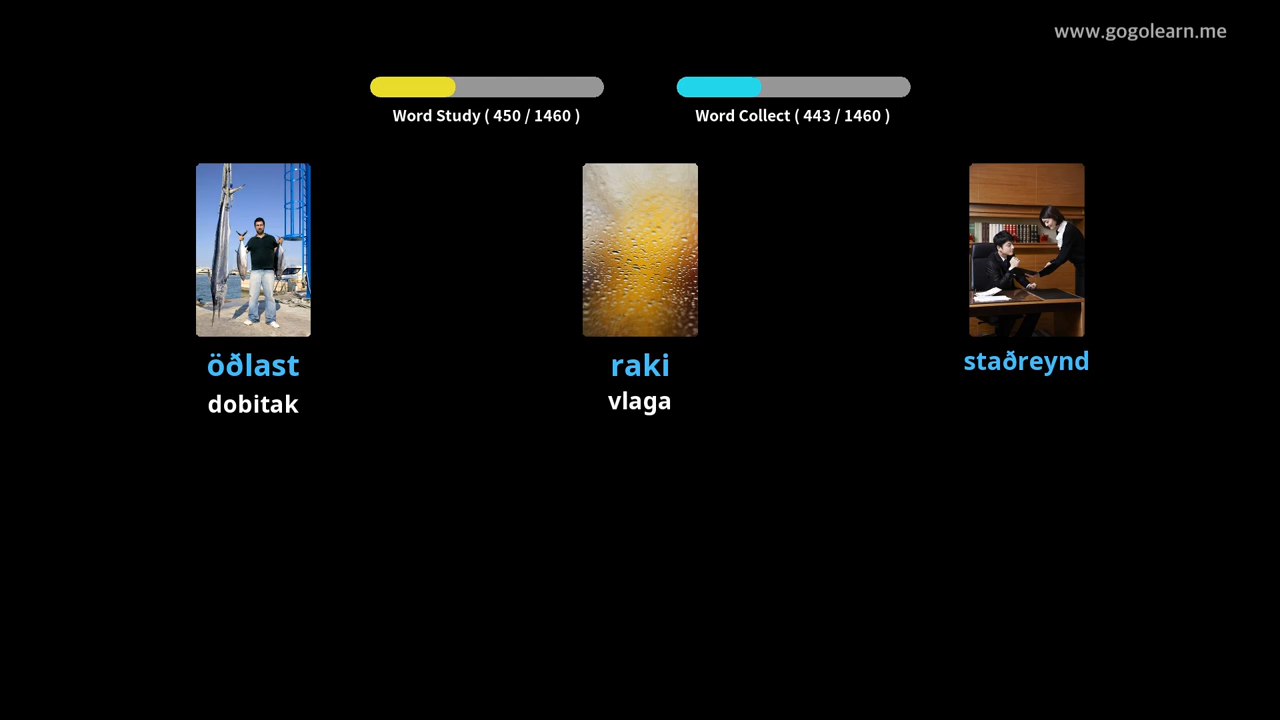 www.gogolearn.me
Word Study ( 450 / 1460 )
Word Collect ( 443 / 1460 )
öðlast
dobitak
raki
vlaga
staðreynd